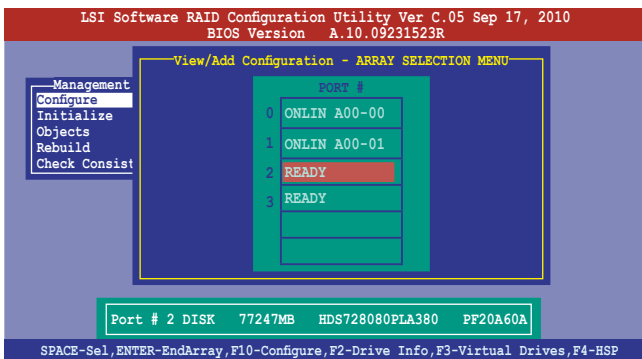 LSI Software RAID Configuration Utility Ver C.05 Sep 17, 2010
BIOS Version A.10.09231523R
View/Add Configuration - ARRAY SELECTION MENU
Management
Configure
Initialize
Objects
Rebuild
Check Consist
PORT #
0 ONLIN A00-00
1 ONLIN A00-01
2 READY
3 READY
Port # 2 DISK 77247MB HDS728080PLA380 PF20A60A
SPACE-Sel,ENTER-EndArray,F10-Configure,F2-Drive Info,F3-Virtual Drives,F4-HSP